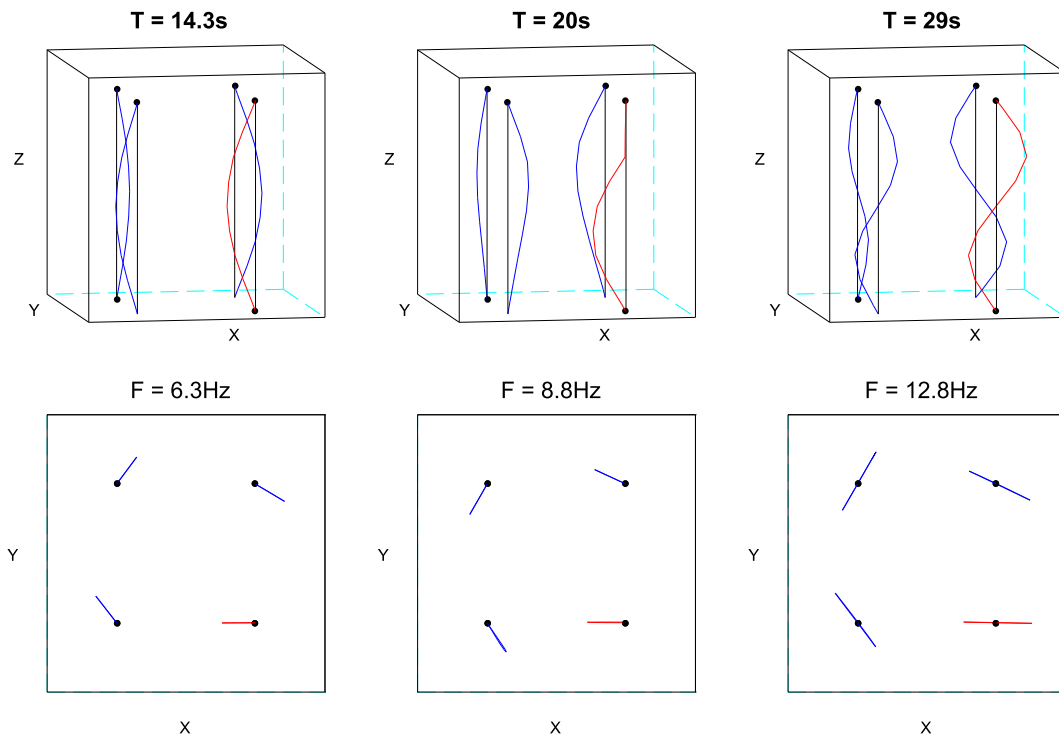 T = 14.3s
T = 20s
T = 29s
Z
Z
Z
Y
Y
Y
X
X
X
F = 6.3Hz
F = 8.8Hz
F = 12.8Hz
Y
Y
Y
X
X
X